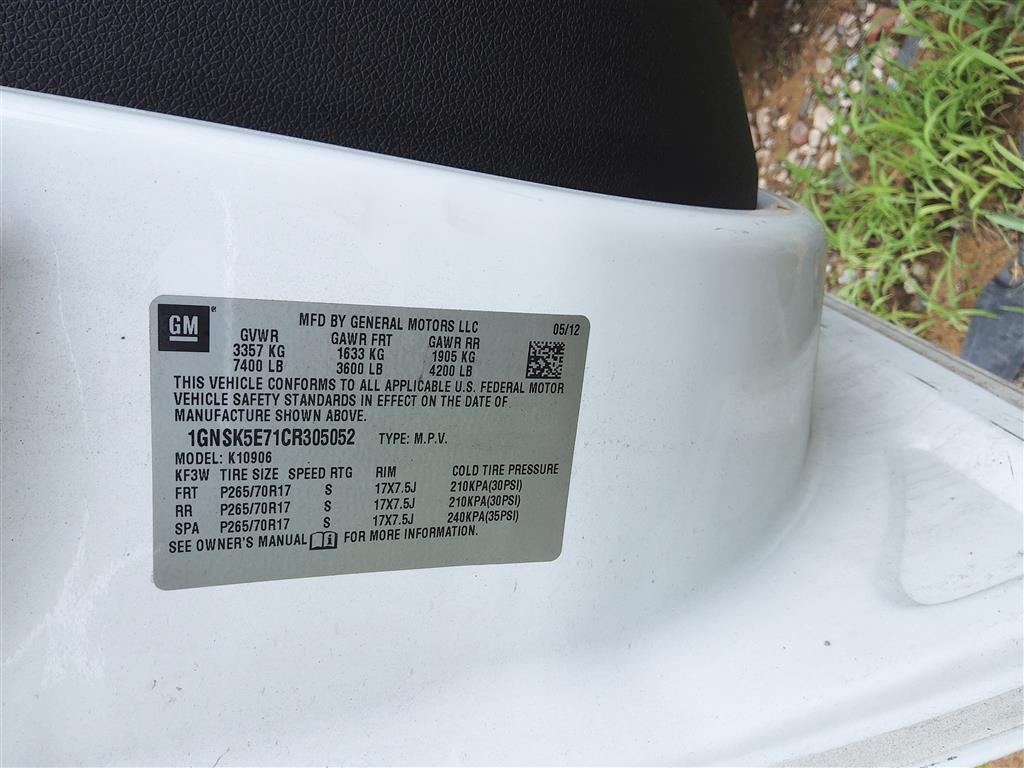 GM
MFD BY GENERAL MOTORS LLC 05/12
GVWR GAWR FRT GAWR RR
3357 KG 1633 KG 1905 KG
7400 LB 3600 LB 4200 LB
THIS VEHICLE CONFORMS TO ALL APPLICABLE U.S. FEDERAL MOTOR
VEHICLE SAFETY STANDARDS IN EFFECT ON THE DATE OF
MANUFACTURE SHOWN ABOVE.
1GNSK5E71CR305052 TYPE: M.P.V.
MODEL: K10906
KF3W TIRE SIZE SPEED RTG RIM COLD TIRE PRESSURE
FRT P265/70R17 S 17X7.5J 210KPA(30PSI)
RR P265/70R17 S 17X7.5J 210KPA(30PSI)
SPA P265/70R17 S 17X7.5J 240KPA(35PSI)
SEE OWNER'S MANUAL FOR MORE INFORMATION.